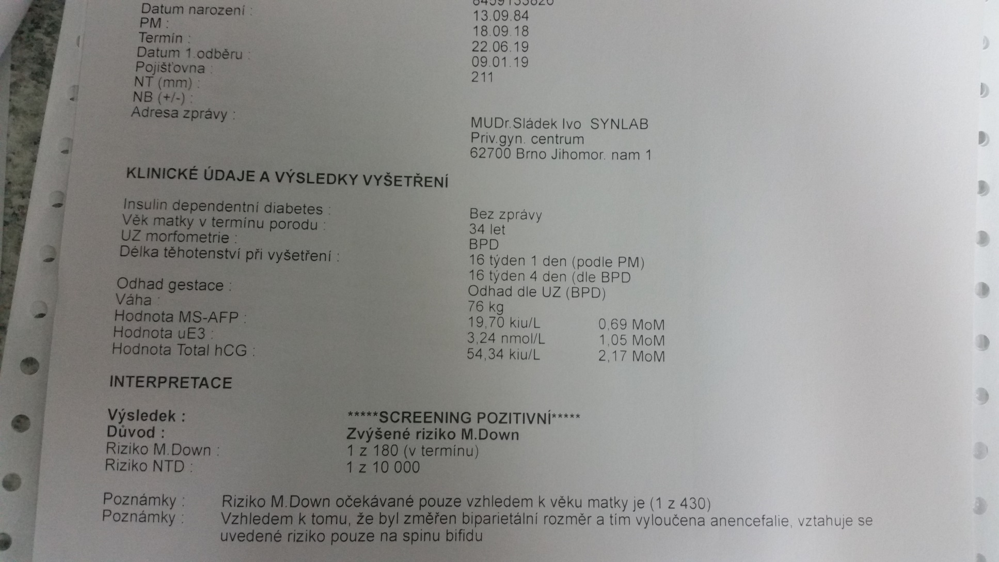 Datum narození : 13.09.84
PM : 18.09.18
Termín : 22.06.19
Datum 1.odběru : 09.01.19
Pojišťovna : 211
NT (mm) :
NB (+/-) :
Adresa zprávy : MUDr.Sládek Ivo SYNLAB
Priv.gyn. centrum
62700 Brno Jihomor. nam 1
KLINICKÉ ÚDAJE A VÝSLEDKY VYŠETŘENÍ
Insulin dependentní diabetes : Bez zprávy
Věk matky v termínu porodu : 34 let
UZ morfometrie : BPD
Délka těhotenství při vyšetření : 16 týden 1 den (podle PM)
16 týden 4 den (dle BPD
Odhad gestace : Odhad dle UZ (BPD)
Váha : 76 kg
Hodnota MS-AFP : 19,70 kiu/L 0,69 MoM
Hodnota uE3 : 3,24 nmol/L 1,05 MoM
Hodnota Total hCG : 54,34 kiu/L 2,17 MoM
INTERPRETACE
Výsledek : *****SCREENING POZITIVNÍ*****
Důvod : Zvýšené riziko M.Down
Riziko M.Down : 1 z 180 (v termínu)
Riziko NTD : 1 z 10 000
Poznámky : Riziko M.Down očekávané pouze vzhledem k věku matky je (1 z 430)
Poznámky : Vzhledem k tomu, že byl změřen biparietální rozměr a tím vyloučena anencefalie, vztahuje se
uvedené riziko pouze na spinu bifidu